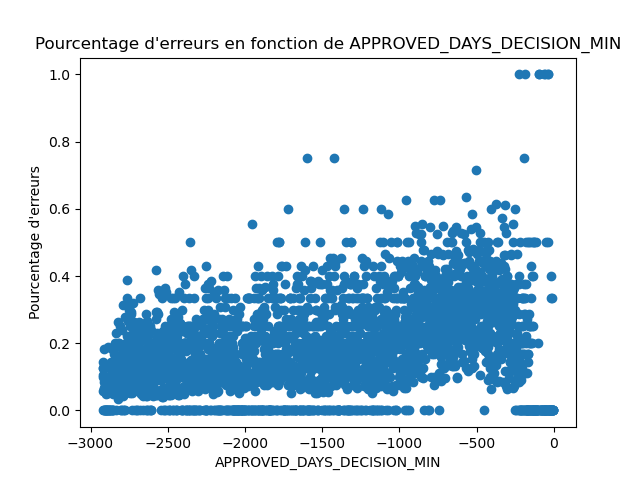 Pourcentage d'erreurs en fonction de APPROVED_DAYS_DECISION_MIN
1.0
0.8
0.6
0.4
0.2
0.0
Pourcentage d'erreurs
−3000 −2500 −2000 −1500 −1000 −500 0
APPROVED_DAYS_DECISION_MIN